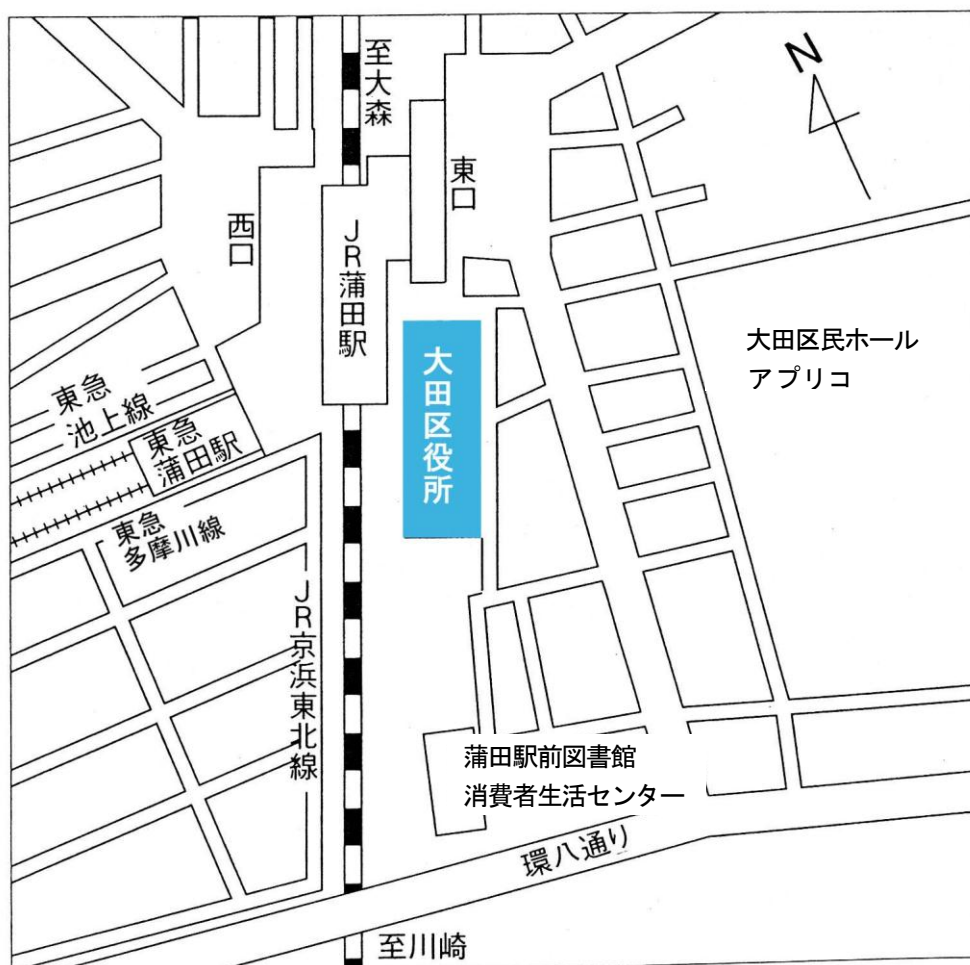 至大森
N
東口
西口
JR蒲田駅
大田区役所
大田区民ホール
アプリコ
東急
池上線
東急
蒲田駅
東急
多摩川線
JR京浜東北線
蒲田駅前図書館
消費者生活センター
環八通り
至川崎